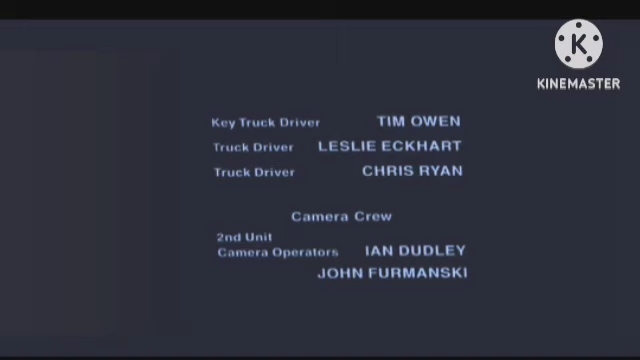 K
KINEMASTER
Key Truck Driver TIM OWEN
Truck Driver LESLIE ECKHART
Truck Driver CHRIS RYAN
Camera Crew
2nd Unit
Camera Operators IAN DUDLEY
JOHN FURMANSKI